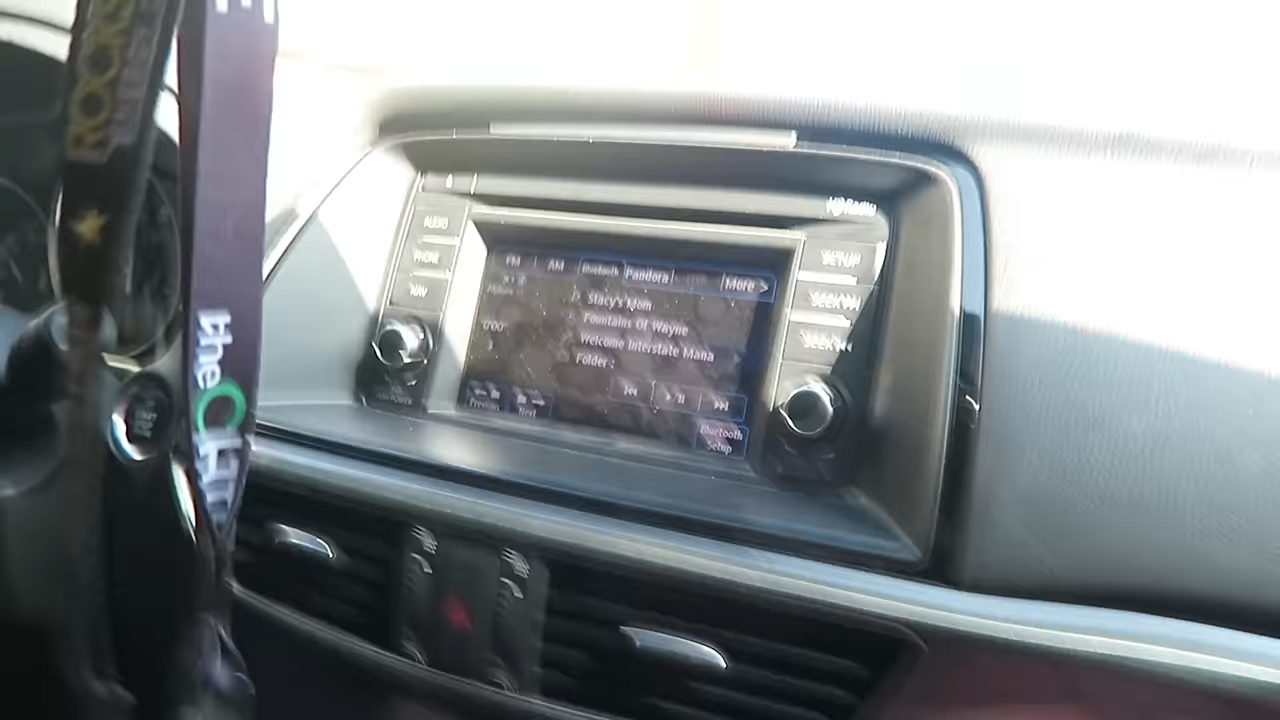 HD Radio
AUDIO
PHONE
NAV
SETUP
SEEK
SEEK
FM
AM
Bluetooth
Pandora
More >
Stacy's Mom
Fountains Of Wayne
Welcome Interstate Mana
Folder :
0'00"
Previous
Next
Bluetooth
Setup
START
the